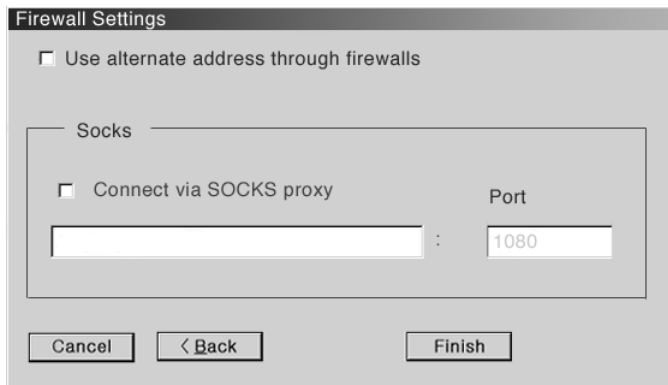 Firewall Settings
Use alternate address through firewalls
Socks
Connect via SOCKS proxy
Port
: 1080
Cancel < Back Finish